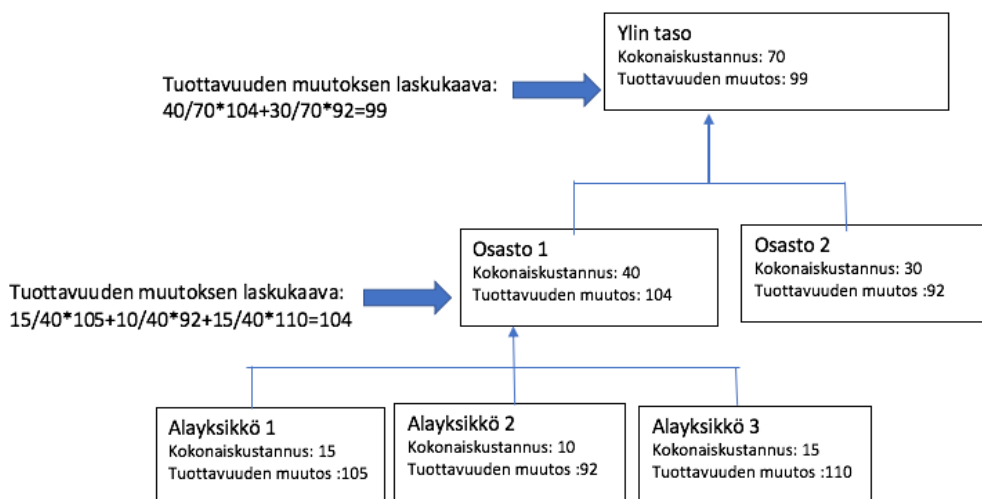 Ylin taso
Kokonaiskustannus: 70
Tuottavuuden muutos: 99
Tuottavuuden muutoksen laskukaava:
40/70*104+30/70*92=99
Osasto 1
Kokonaiskustannus: 40
Tuottavuuden muutos: 104
Osasto 2
Kokonaiskustannus: 30
Tuottavuuden muutos :92
Tuottavuuden muutoksen laskukaava:
15/40*105+10/40*92+15/40*110=104
Alayksikkö 1
Kokonaiskustannus: 15
Tuottavuuden muutos :105
Alayksikkö 2
Kokonaiskustannus: 10
Tuottavuuden muutos :92
Alayksikkö 3
Kokonaiskustannus: 15
Tuottavuuden muutos :110